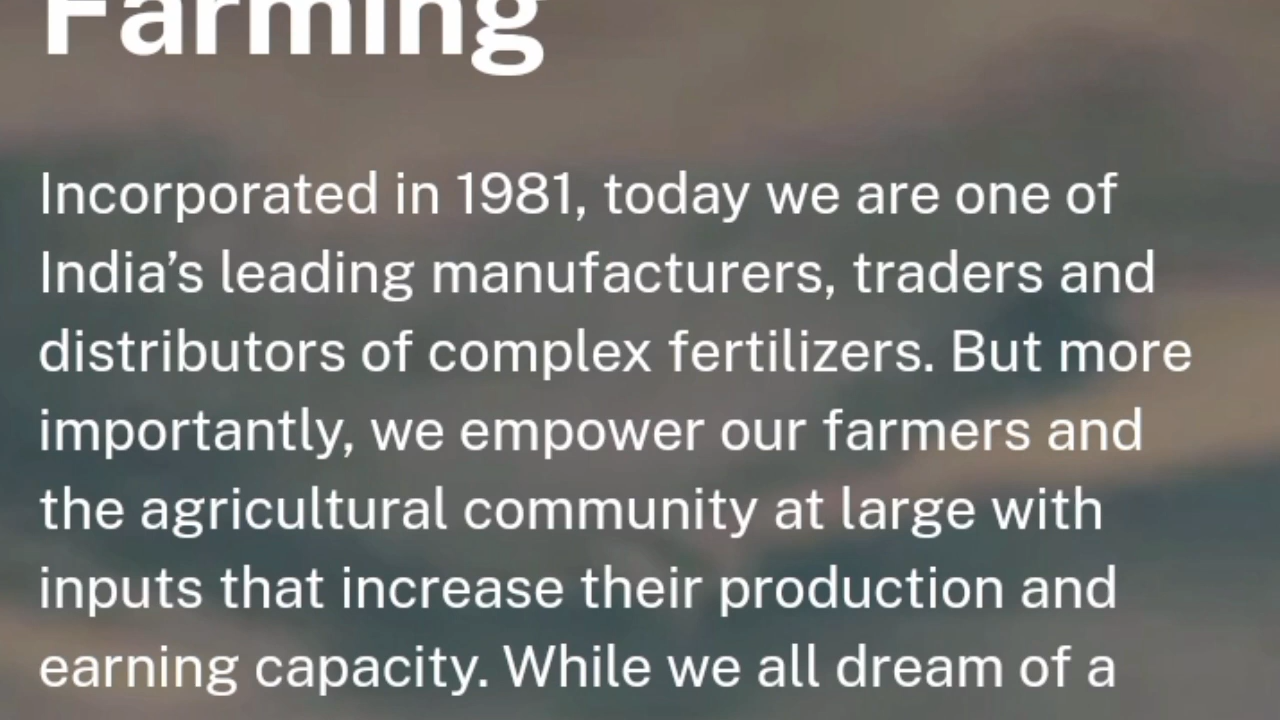 Farming
Incorporated in 1981, today we are one of
India’s leading manufacturers, traders and
distributors of complex fertilizers. But more
importantly, we empower our farmers and
the agricultural community at large with
inputs that increase their production and
earning capacity. While we all dream of a